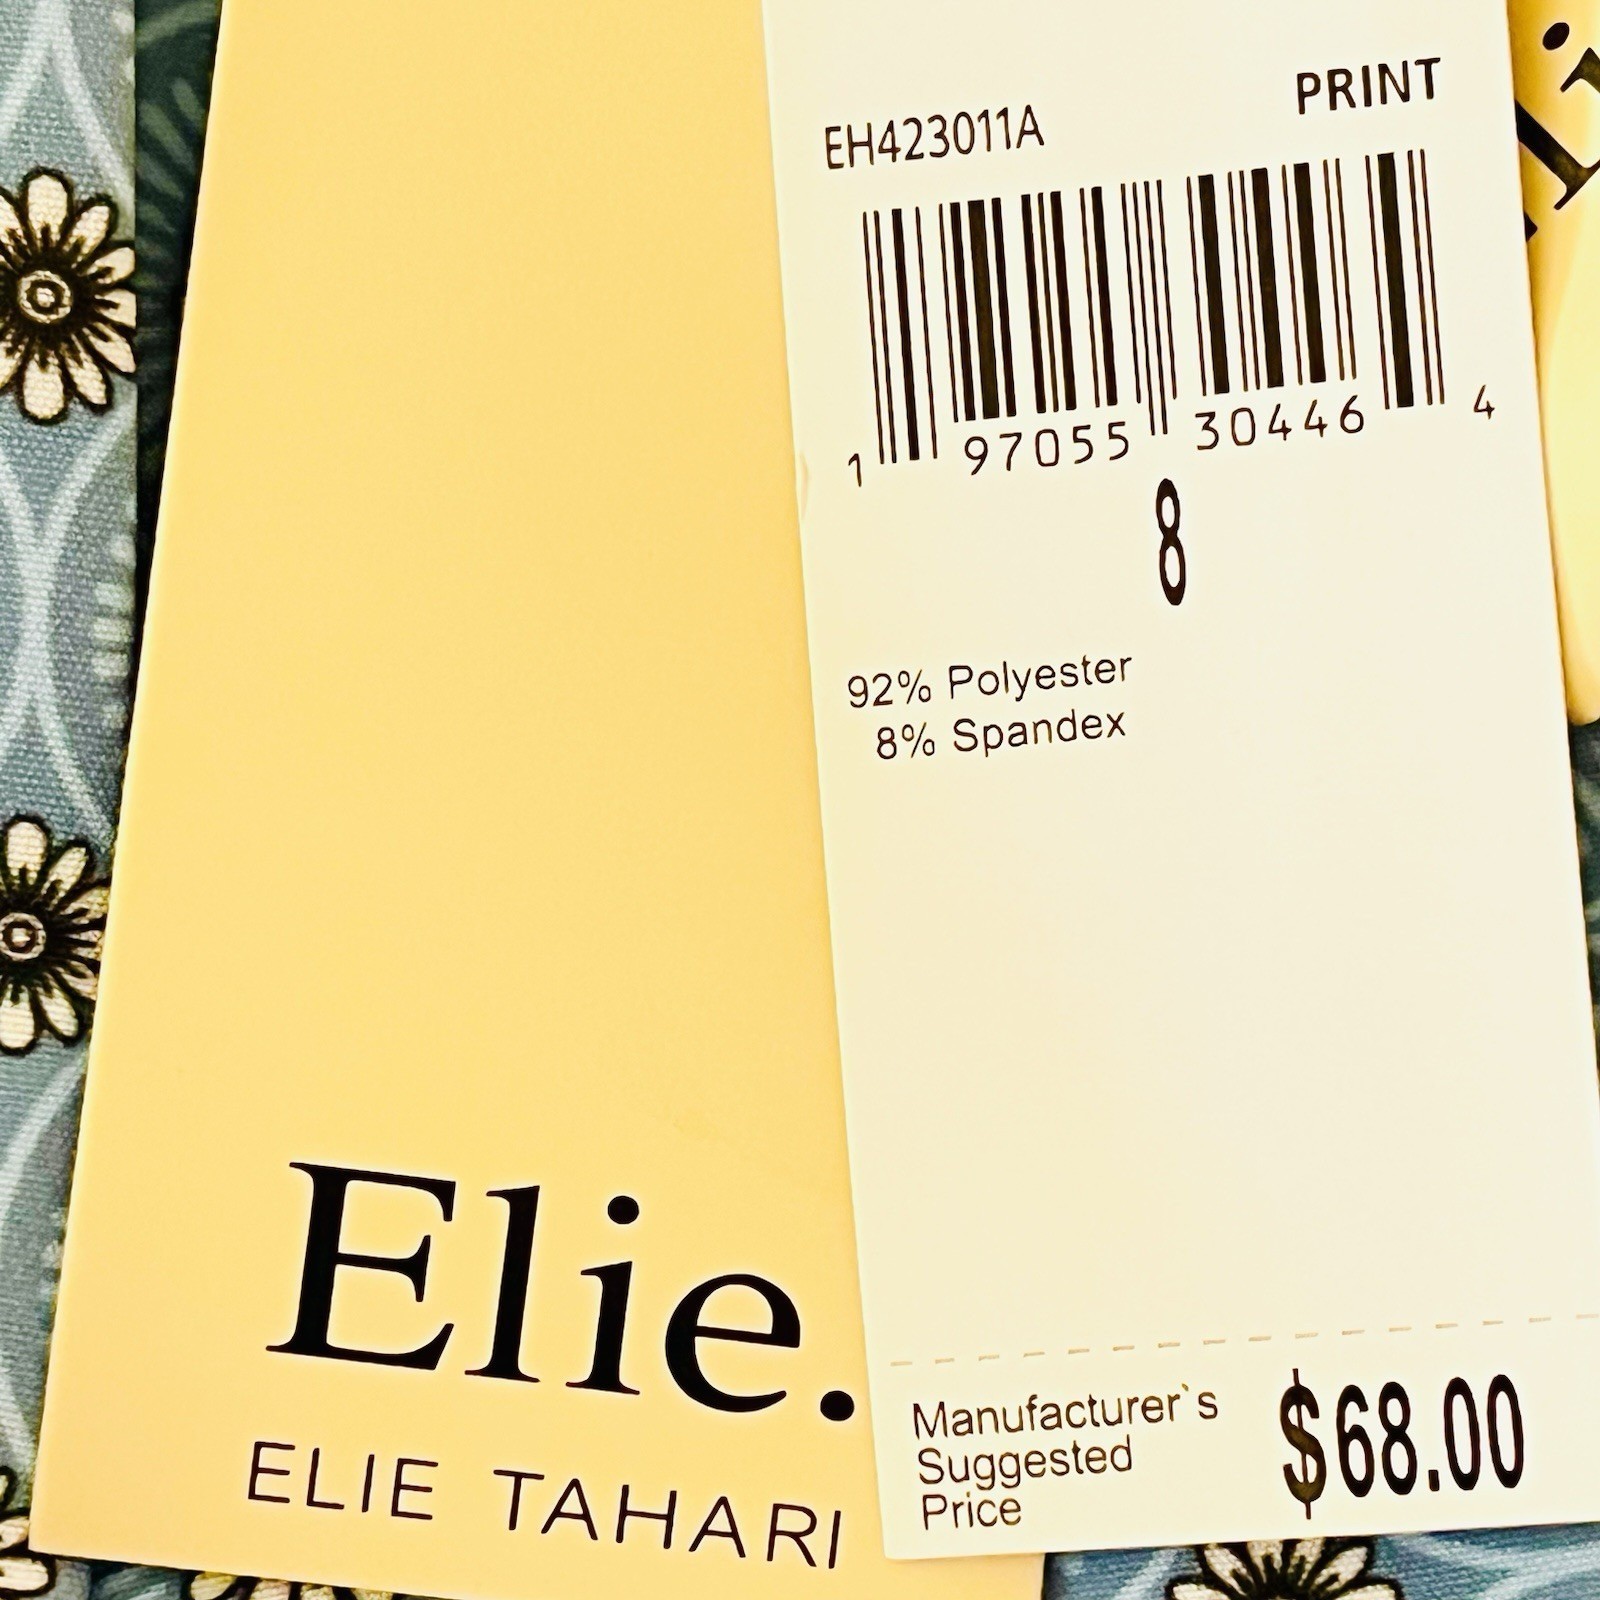 EH423011A
PRINT
1 97055 30446 4
8
92% Polyester
8% Spandex
Manufacturer`s
Suggested
Price
$68.00
Elie.
ELIE TAHARI